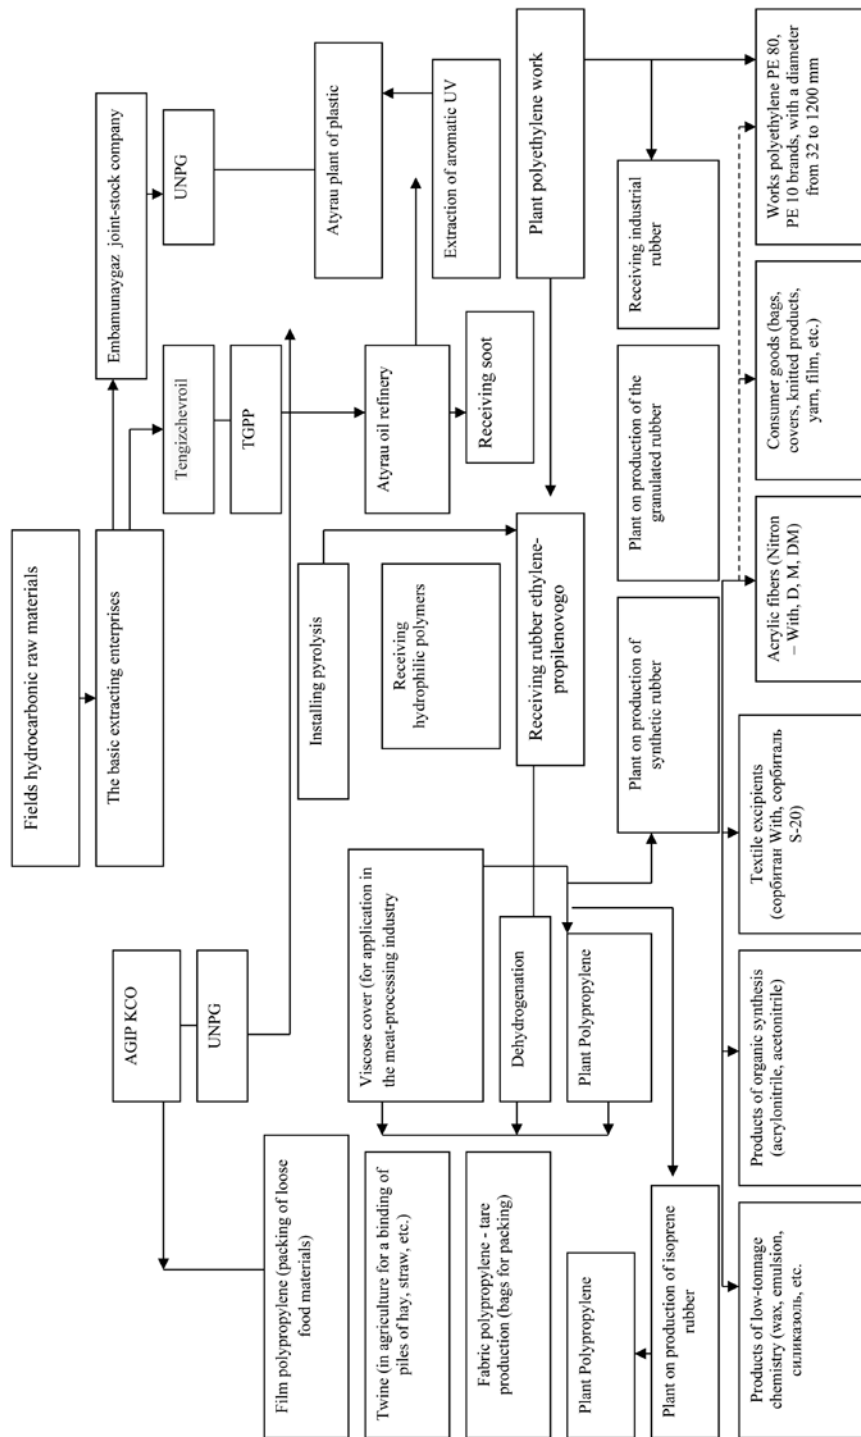 Fields hydrocarbonic raw materials
The basic extracting enterprises
Embamunaygaz joint-stock company
UNPG
Tengizchevroil
TGPP
AGIP KCO
UNPG
Atyrau plant of plastic
Extraction of aromatic UV
Atyrau oil refinery
Receiving soot
Installing pyrolysis
Receiving
hydrophilic polymers
Receiving rubber ethylene-
propilenovogo
Plant polyethylene work
Viscose cover (for application in
the meat-processing industry
Dehydrogenation
Plant Polypropylene
Film polypropylene (packing of loose
food materials)
Twine (in agriculture for a binding of
piles of hay, straw, etc.)
Fabric polypropylene - tare
production (bags for packing)
Plant Polypropylene
Plant on production of isoprene
rubber
Plant on production of
synthetic rubber
Plant on production of the
granulated rubber
Receiving industrial
rubber
Products of low-tonnage
chemistry (wax, emulsion,
силиказоль, etc.
Products of organic synthesis
(acrylonitrile, acetonitrile)
Textile excipients
(сорбитан With, сорбиталь
S-20)
Acrylic fibers (Nitron
– With, D, M, DM)
Consumer goods (bags,
covers, knitted products,
yarn, film, etc.)
Works polyethylene PE 80,
PE 10 brands, with a diameter
from 32 to 1200 mm